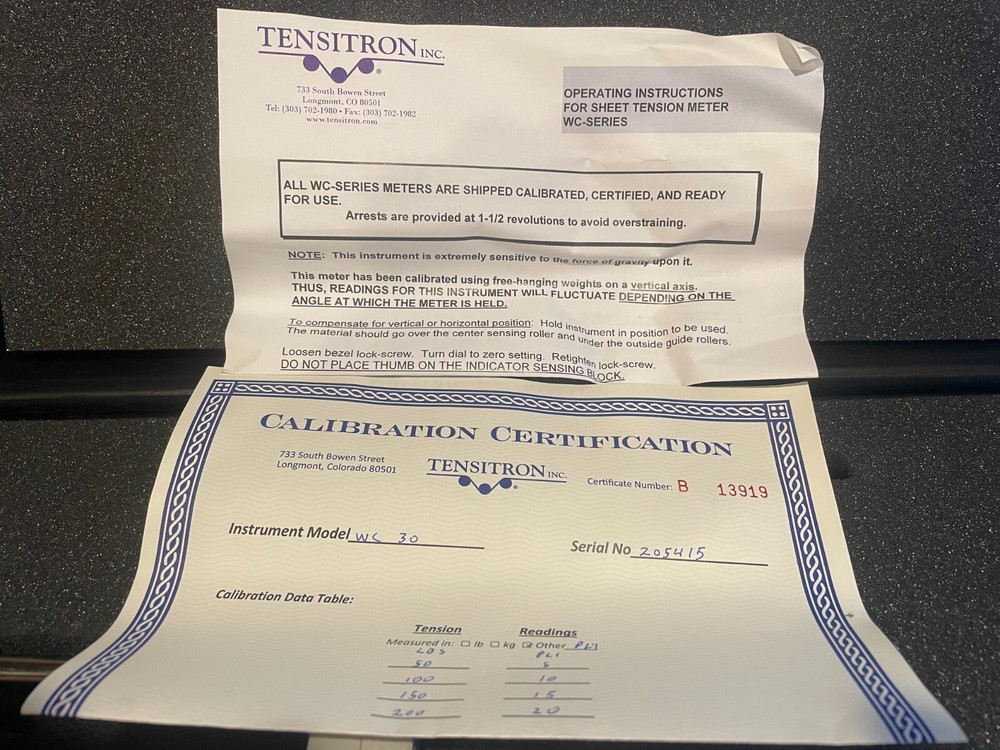 TENSITRON INC.
®
733 South Bowen Street
Longmont, CO 80501
Tel: (303) 702-1980 • Fax: (303) 702-1982
www.tensitron.com
OPERATING INSTRUCTIONS
FOR SHEET TENSION METER
WC-SERIES
ALL WC-SERIES METERS ARE SHIPPED CALIBRATED, CERTIFIED, AND READY
FOR USE.
Arrests are provided at 1-1/2 revolutions to avoid overstraining.
NOTE: This instrument is extremely sensitive to the force of gravity upon it.
This meter has been calibrated using free-hanging weights on a vertical axis.
THUS, READINGS FOR THIS INSTRUMENT WILL FLUCTUATE DEPENDING ON THE
ANGLE AT WHICH THE METER IS HELD.
To compensate for vertical or horizontal position: Hold instrument in position to be used.
The material should go over the center sensing roller and under the outside guide rollers.
Loosen bezel lock-screw. Turn dial to zero setting. Retighten lock-screw.
DO NOT PLACE THUMB ON THE INDICATOR SENSING BLOCK.
CALIBRATION CERTIFICATION
733 South Bowen Street
Longmont, Colorado 80501
TENSITRON INC.
®
Certificate Number: B 13919
Instrument Model WC 30
Serial No 205415
Calibration Data Table:
Tension Readings
Measured in: lb kg Other PLI
LBS PLI
50 5
100 10
150 15
200 20